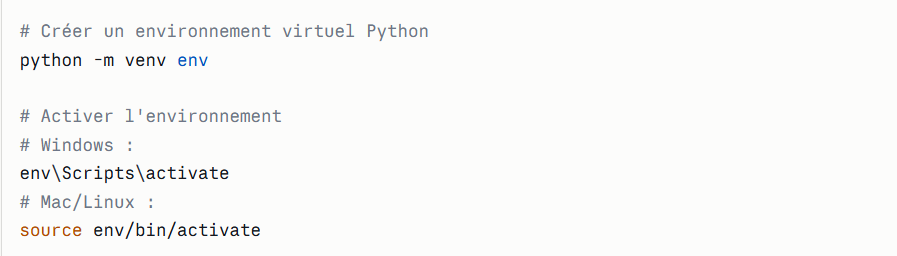 # Créer un environnement virtuel Python
python -m venv env
# Activer l'environnement
# Windows :
env\Scripts\activate
# Mac/Linux :
source env/bin/activate